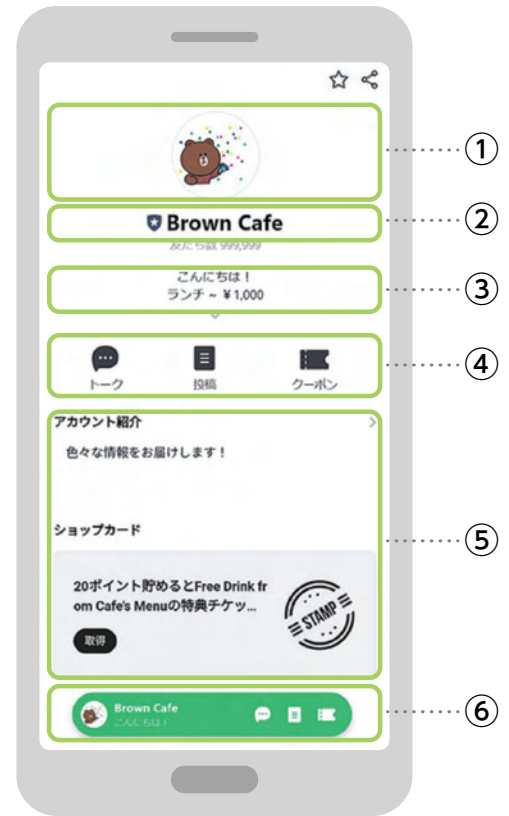 ①
Brown Cafe
②
友だち数 999,999
こんにちは！
ランチ ~ ¥1,000
③
トーク 投稿 クーポン
④
アカウント紹介
色々な情報をお届けします！
ショップカード
⑤
20ポイント貯めるとFree Drink fr
om Cafe's Menuの特典チケッ...
STAMP
取得
Brown Cafe
こんにちは！
⑥